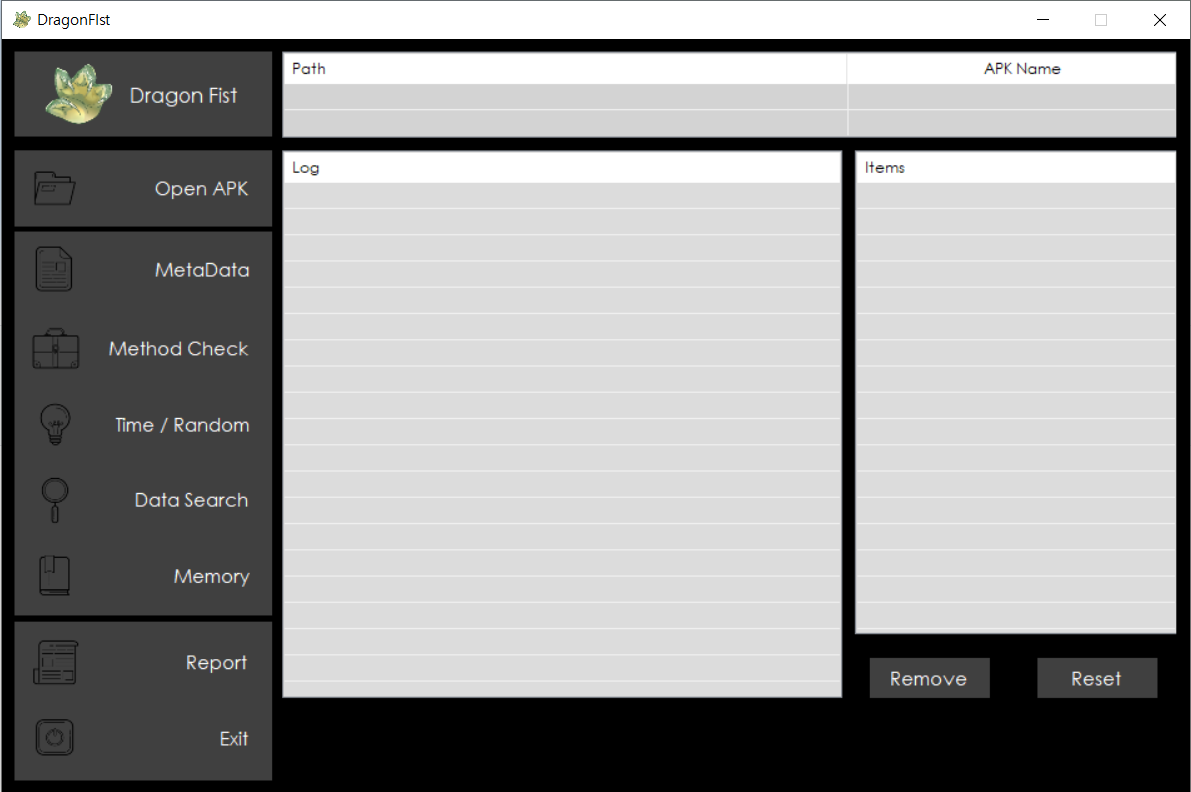 DragonFIst
Dragon Fist
Path
APK Name
Open APK
MetaData
Method Check
Time / Random
Data Search
Memory
Report
Exit
Log
Items
Remove
Reset